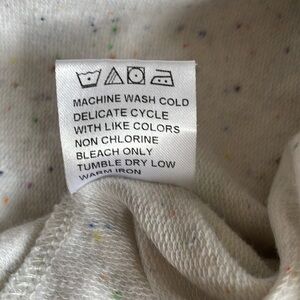 MACHINE WASH COLD
DELICATE CYCLE
WITH LIKE COLORS
NON CHLORINE
BLEACH ONLY
TUMBLE DRY LOW
WARM IRON